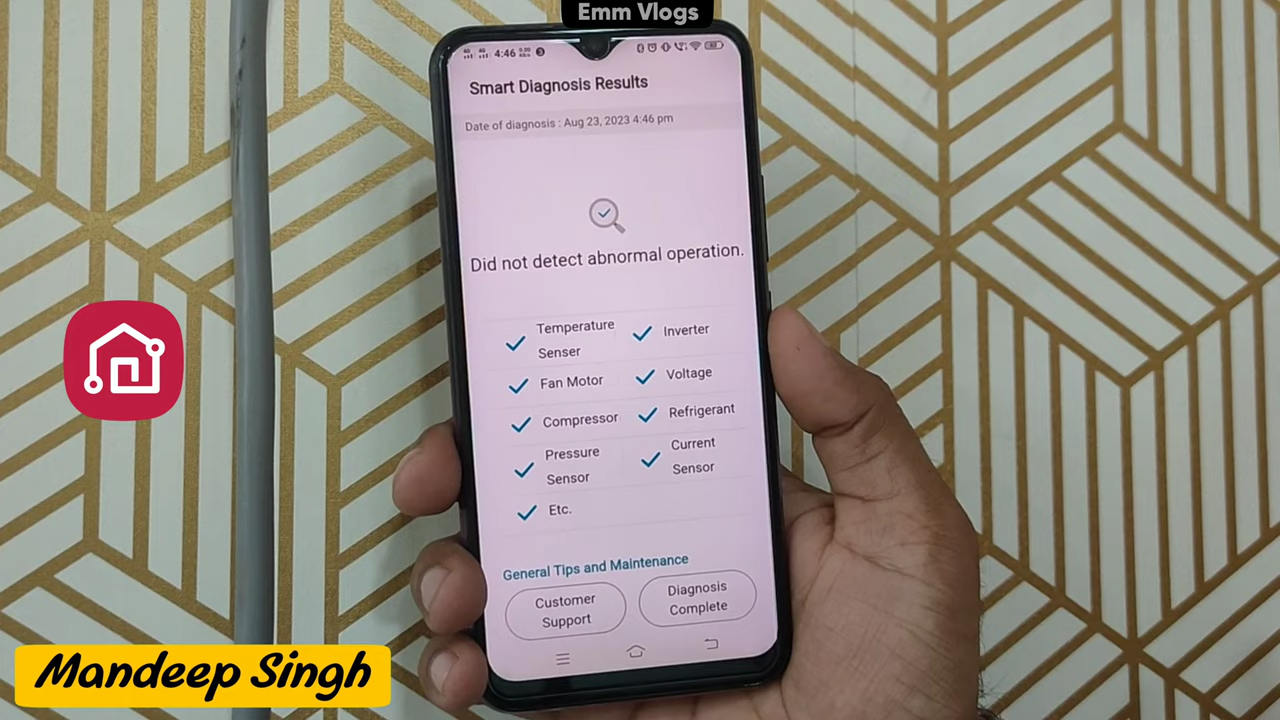 Emm Vlogs
4:46
Smart Diagnosis Results
Date of diagnosis : Aug 23, 2023 4:46 pm
Did not detect abnormal operation.
Temperature
Senser
Inverter
Fan Motor
Voltage
Compressor
Refrigerant
Pressure
Sensor
Current
Sensor
Etc.
General Tips and Maintenance
Customer
Support
Diagnosis
Complete
Mandeep Singh